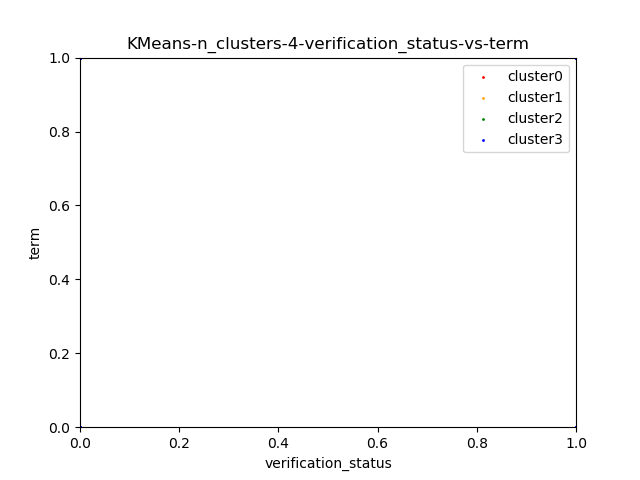 KMeans-n_clusters-4-verification_status-vs-term
cluster0
cluster1
cluster2
cluster3
1.0
0.8
0.6
0.4
0.2
0.0
term
0.0 0.2 0.4 0.6 0.8 1.0
verification_status